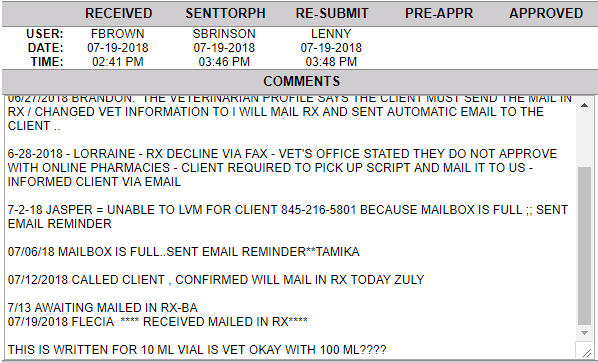 RECEIVED SENTTORPH RE-SUBMIT PRE-APPR APPROVED
USER: FBROWN SBRINSON LENNY
DATE: 07-19-2018 07-19-2018 07-19-2018
TIME: 02:41 PM 03:46 PM 03:48 PM
COMMENTS
06/27/2018 BRANDON. THE VETERINARIAN PROFILE SAYS THE CLIENT MUST SEND THE MAIL IN
RX / CHANGED VET INFORMATION TO I WILL MAIL RX AND SENT AUTOMATIC EMAIL TO THE
CLIENT ..
6-28-2018 - LORRAINE - RX DECLINE VIA FAX - VET'S OFFICE STATED THEY DO NOT APPROVE
WITH ONLINE PHARMACIES - CLIENT REQUIRED TO PICK UP SCRIPT AND MAIL IT TO US -
INFORMED CLIENT VIA EMAIL
7-2-18 JASPER = UNABLE TO LVM FOR CLIENT 845-216-5801 BECAUSE MAILBOX IS FULL ;; SENT
EMAIL REMINDER
07/06/18 MAILBOX IS FULL..SENT EMAIL REMINDER**TAMIKA
07/12/2018 CALLED CLIENT , CONFIRMED WILL MAIL IN RX TODAY ZULY
7/13 AWAITING MAILED IN RX-BA
07/19/2018 FLECIA **** RECEIVED MAILED IN RX****
THIS IS WRITTEN FOR 10 ML VIAL IS VET OKAY WITH 100 ML????